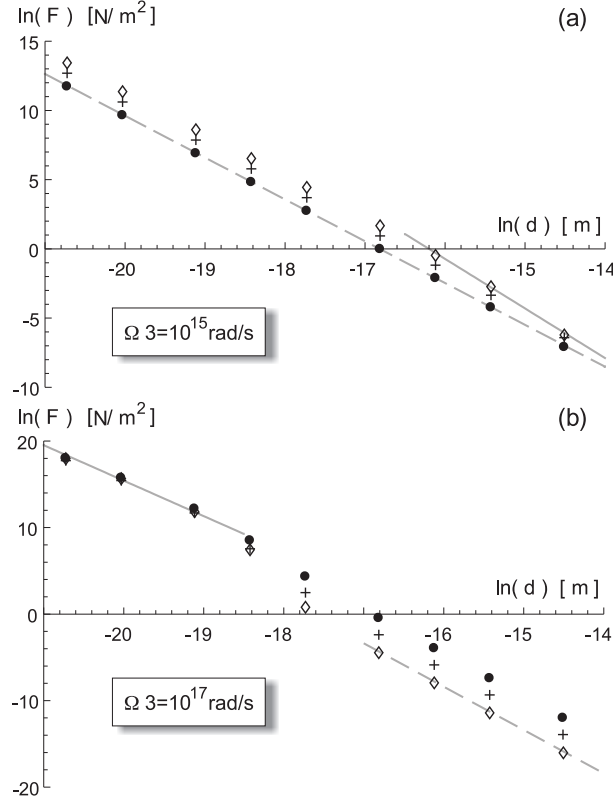 ln( F ) [N/ m²]
(a)
15
10
5
ln( d ) [ m]
0
-20 -19 -18 -17 -16 -15 -14
-5
Ω 3=10¹⁵rad/s
-10
ln( F ) [N/ m²]
(b)
20
10
ln( d ) [ m]
0
-20 -19 -18 -17 -16 -15 -14
-10
Ω 3=10¹⁷rad/s
-20